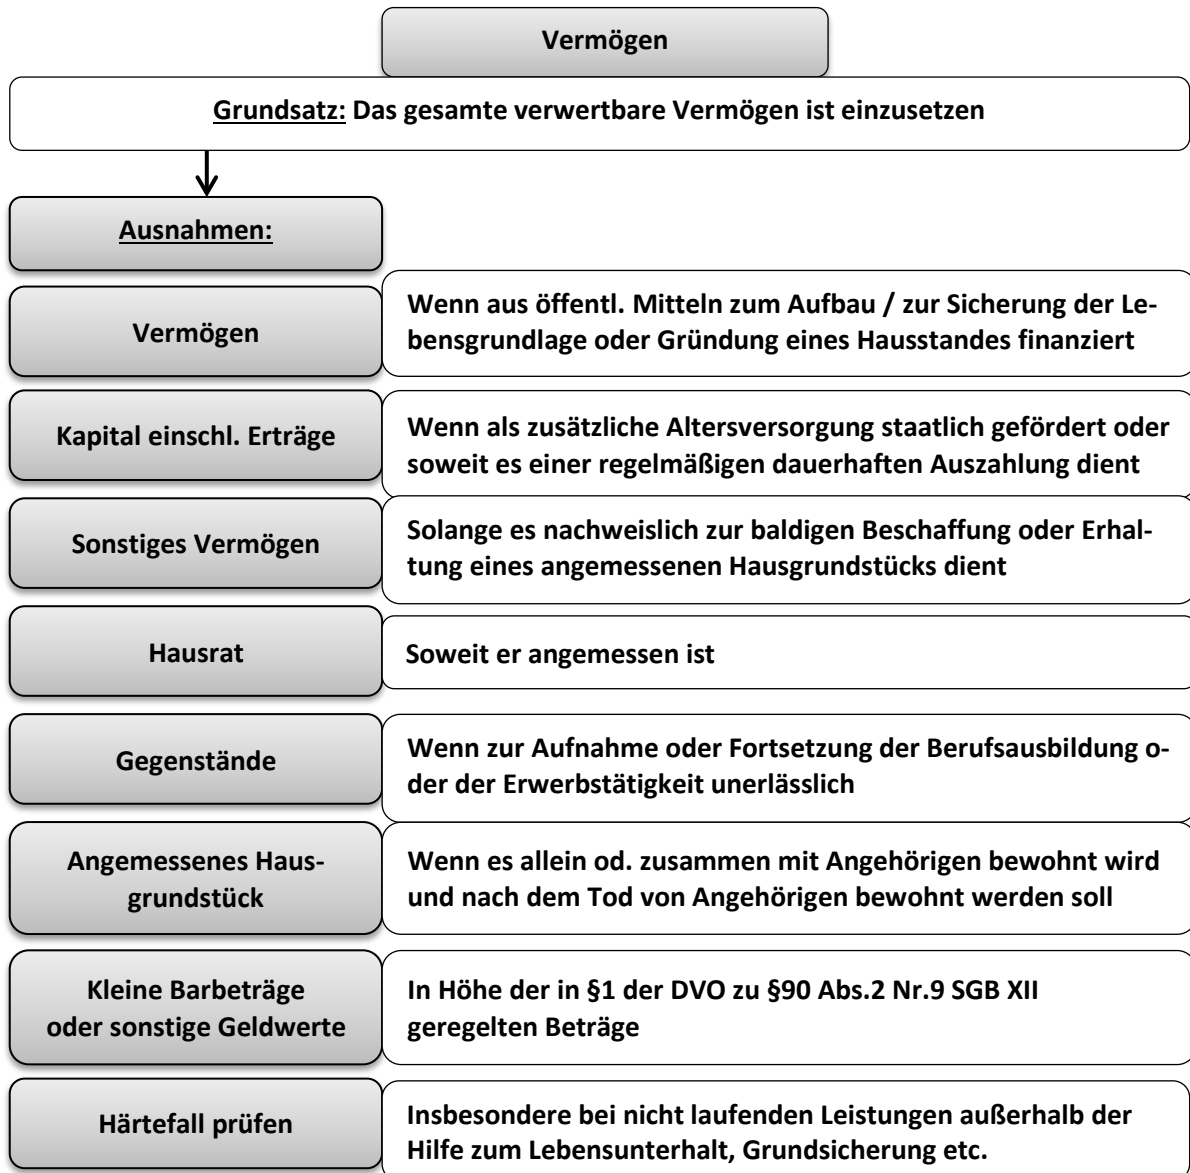 Vermögen
Grundsatz: Das gesamte verwertbare Vermögen ist einzusetzen
Ausnahmen:
Vermögen
Wenn aus öffentl. Mitteln zum Aufbau / zur Sicherung der Le-
bensgrundlage oder Gründung eines Hausstandes finanziert
Kapital einschl. Erträge
Wenn als zusätzliche Altersversorgung staatlich gefördert oder
soweit es einer regelmäßigen dauerhaften Auszahlung dient
Sonstiges Vermögen
Solange es nachweislich zur baldigen Beschaffung oder Erhal-
tung eines angemessenen Hausgrundstücks dient
Hausrat
Soweit er angemessen ist
Gegenstände
Wenn zur Aufnahme oder Fortsetzung der Berufsausbildung o-
der der Erwerbstätigkeit unerlässlich
Angemessenes Haus-
grundstück
Wenn es allein od. zusammen mit Angehörigen bewohnt wird
und nach dem Tod von Angehörigen bewohnt werden soll
Kleine Barbeträge
oder sonstige Geldwerte
In Höhe der in §1 der DVO zu §90 Abs.2 Nr.9 SGB XII
geregelten Beträge
Härtefall prüfen
Insbesondere bei nicht laufenden Leistungen außerhalb der
Hilfe zum Lebensunterhalt, Grundsicherung etc.